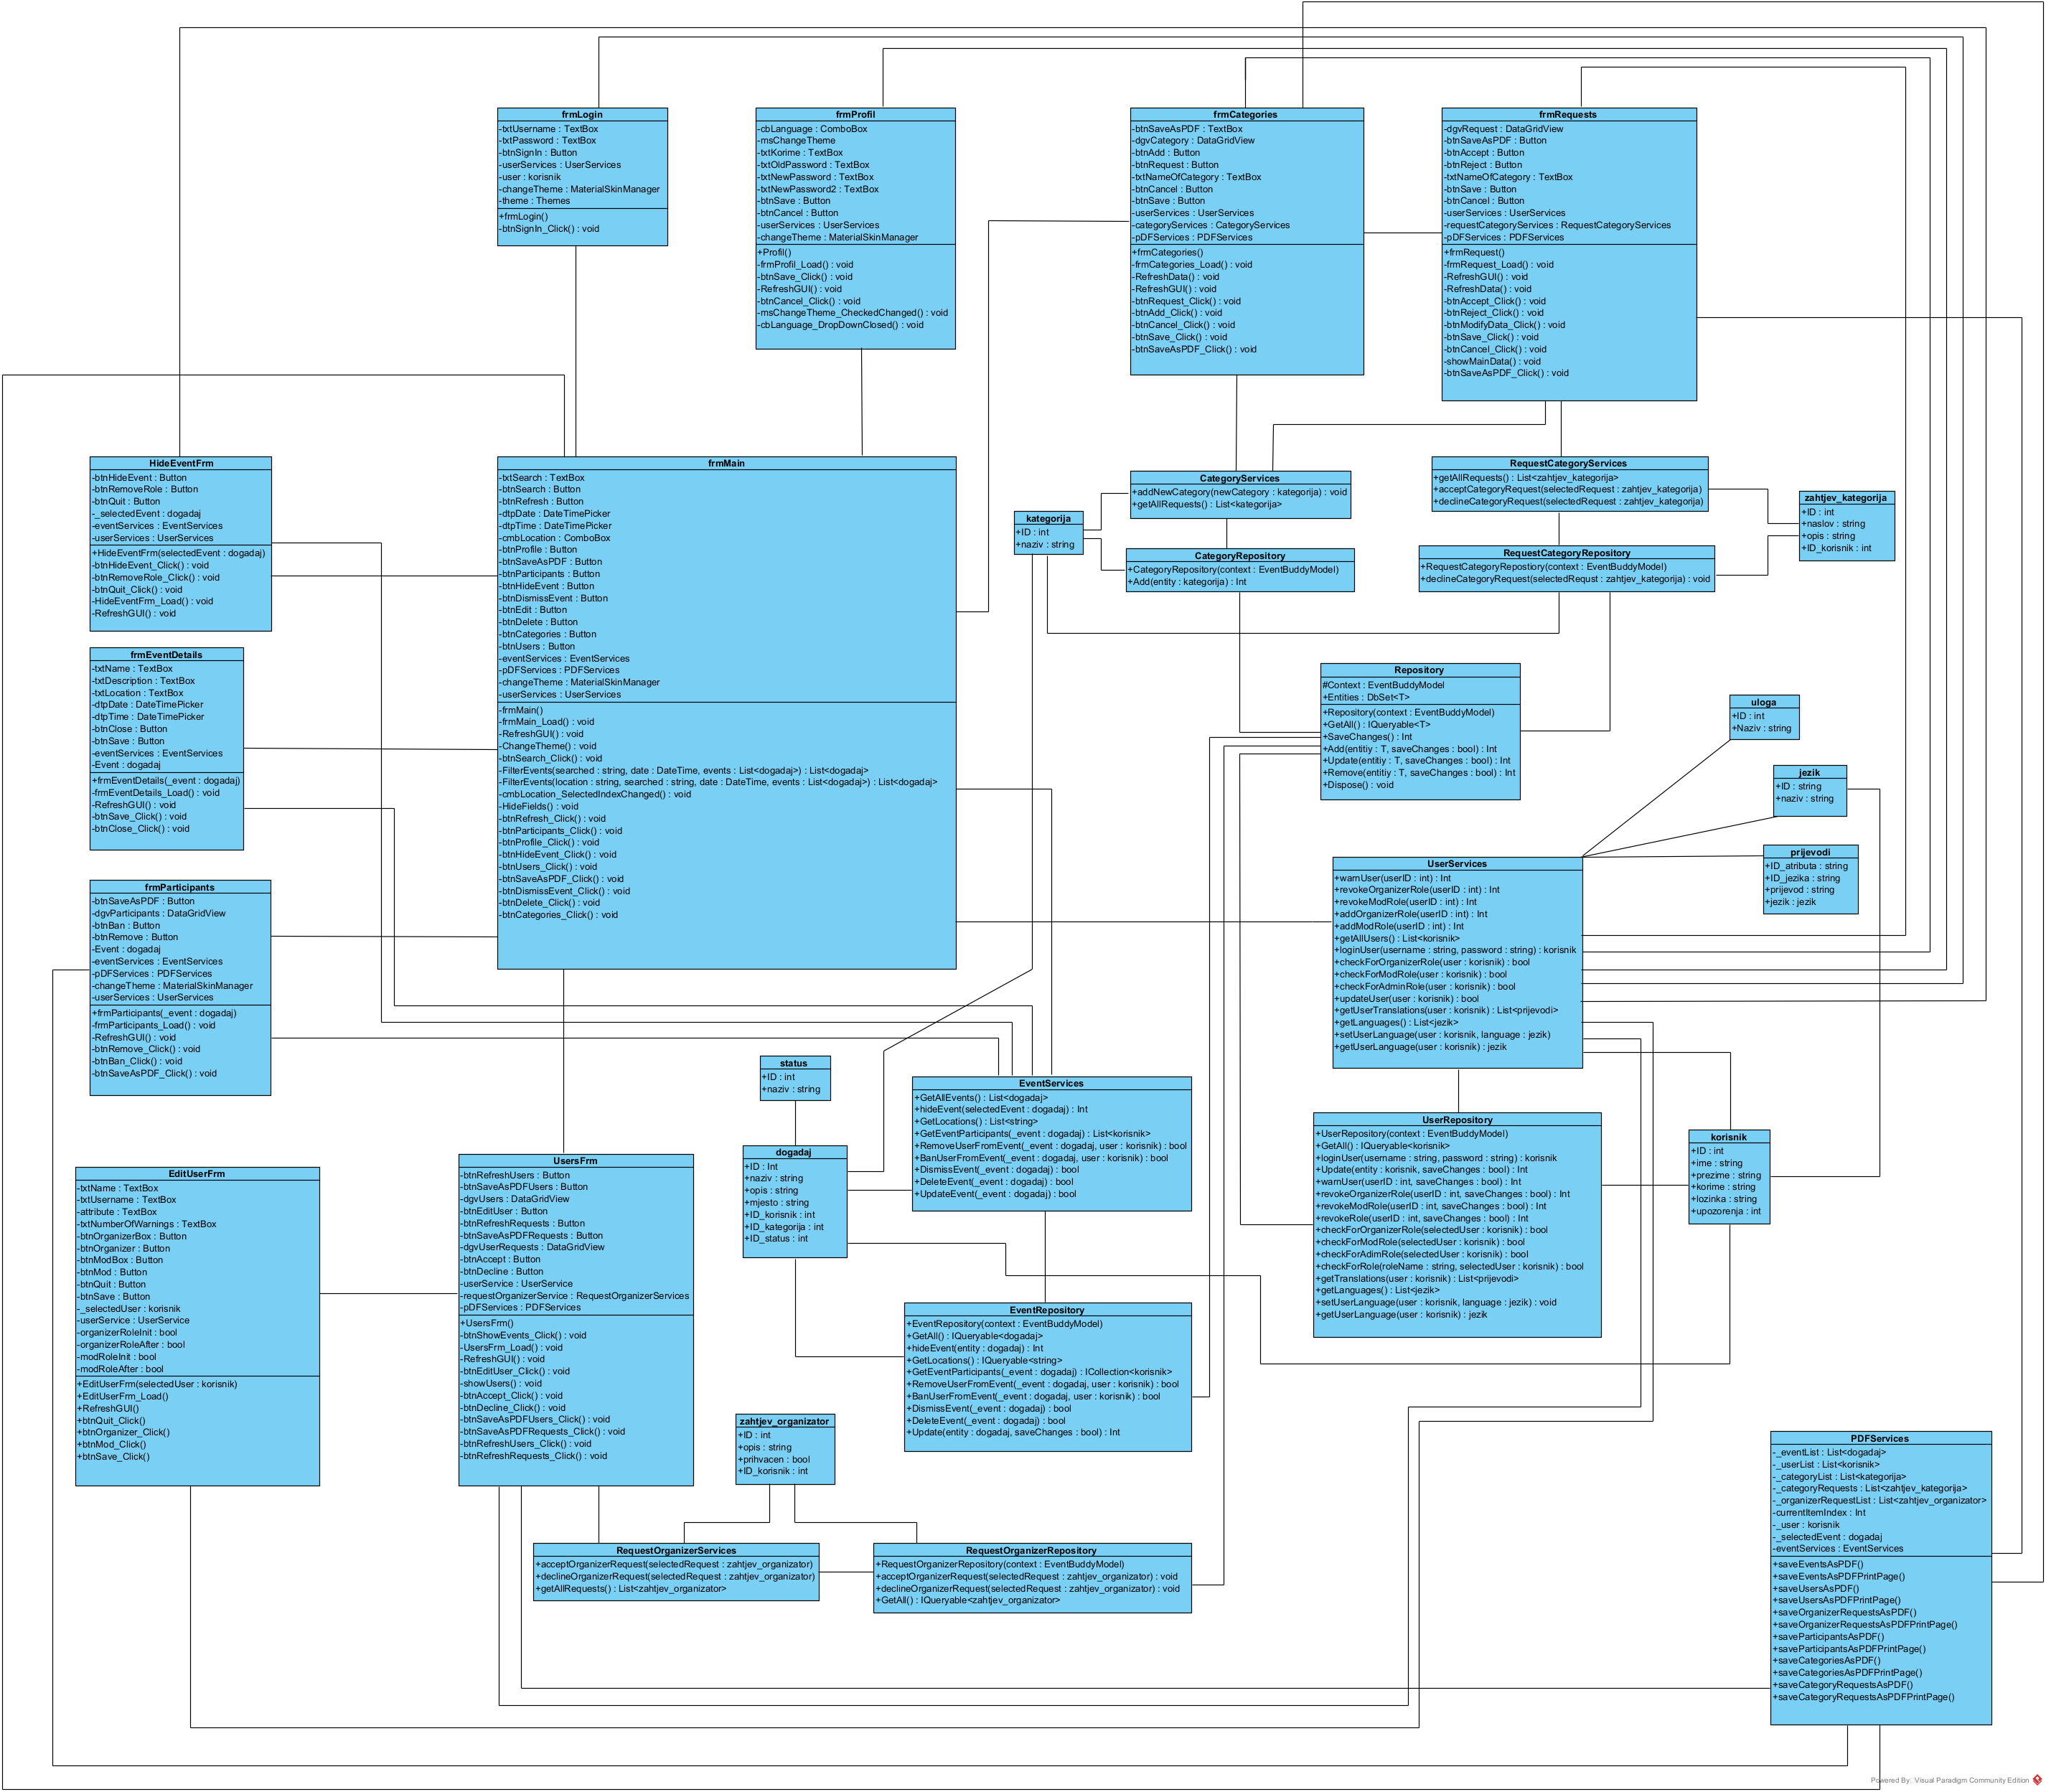 frmLogin
-txtUsername : TextBox
-txtPassword : TextBox
-btnSignIn : Button
-userServices : UserServices
-user : korisnik
-changeTheme : MaterialSkinManager
-theme : Themes
+frmLogin()
-btnSignIn_Click() : void
frmProfil
-cbLanguage : ComboBox
-msChangeTheme
-txtKorime : TextBox
-txtOldPassword : TextBox
-txtNewPassword : TextBox
-txtNewPassword2 : TextBox
-btnSave : Button
-btnCancel : Button
-userServices : UserServices
-changeTheme : MaterialSkinManager
+Profil()
-frmProfil_Load() : void
-btnSave_Click() : void
-RefreshGUI() : void
-btnCancel_Click() : void
-msChangeTheme_CheckedChanged() : void
-cbLanguage_DropDownClosed() : void
frmCategories
-btnSaveAsPDF : TextBox
-dgvCategory : DataGridView
-btnAdd : Button
-btnRequest : Button
-txtNameOfCategory : TextBox
-btnCancel : Button
-btnSave : Button
-userServices : UserServices
-categoryServices : CategoryServices
-pDFServices : PDFServices
+frmCategories()
-frmCategories_Load() : void
-RefreshData() : void
-RefreshGUI() : void
-btnRequest_Click() : void
-btnAdd_Click() : void
-btnCancel_Click() : void
-btnSave_Click() : void
-btnSaveAsPDF_Click() : void
frmRequests
-dgvRequest : DataGridView
-btnSaveAsPDF : Button
-btnAccept : Button
-btnReject : Button
-txtNameOfCategory : TextBox
-btnSave : Button
-btnCancel : Button
-userServices : UserServices
-requestCategoryServices : RequestCategoryServices
-pDFServices : PDFServices
+frmRequest()
-frmRequest_Load() : void
-RefreshGUI() : void
-RefreshData() : void
-btnAccept_Click() : void
-btnReject_Click() : void
-btnModifyData_Click() : void
-btnSave_Click() : void
-btnCancel_Click() : void
-showMainData() : void
-btnSaveAsPDF_Click() : void
HideEventFrm
-btnHideEvent : Button
-btnRemoveRole : Button
-btnQuit : Button
-_selectedEvent : dogadaj
-eventServices : EventServices
-userServices : UserServices
+HideEventFrm(selectedEvent : dogadaj)
-btnHideEvent_Click() : void
-btnRemoveRole_Click() : void
-btnQuit_Click() : void
-HideEventFrm_Load() : void
-RefreshGUI() : void
frmMain
-txtSearch : TextBox
-btnSearch : Button
-btnRefresh : Button
-dtpDate : DateTimePicker
-dtpTime : DateTimePicker
-cmbLocation : ComboBox
-btnProfile : Button
-btnSaveAsPDF : Button
-btnParticipants : Button
-btnHideEvent : Button
-btnDismissEvent : Button
-btnEdit : Button
-btnDelete : Button
-btnCategories : Button
-btnUsers : Button
-eventServices : EventServices
-pDFServices : PDFServices
-changeTheme : MaterialSkinManager
-userServices : UserServices
-frmMain()
-frmMain_Load() : void
-RefreshGUI() : void
-ChangeTheme() : void
-btnSearch_Click() : void
-FilterEvents(searched : string, date : DateTime, events : List<dogadaj>) : List<dogadaj>
-FilterEvents(location : string, searched : string, date : DateTime, events : List<dogadaj>) : List<dogadaj>
-cmbLocation_SelectedIndexChanged() : void
-HideFields() : void
-btnRefresh_Click() : void
-btnParticipants_Click() : void
-btnProfile_Click() : void
-btnHideEvent_Click() : void
-btnUsers_Click() : void
-btnSaveAsPDF_Click() : void
-btnDismissEvent_Click() : void
-btnDelete_Click() : void
-btnCategories_Click() : void
CategoryServices
+addNewCategory(newCategory : kategorija) : void
+getAllRequests() : List<kategorija>
RequestCategoryServices
+getAllRequests() : List<zahtjev_kategorija>
+acceptCategoryRequest(selectedRequest : zahtjev_kategorija)
+declineCategoryRequest(selectedRequest : zahtjev_kategorija)
zahtjev_kategorija
+ID : int
+naslov : string
+opis : string
+ID_korisnik : int
kategorija
+ID : int
+naziv : string
CategoryRepository
+CategoryRepository(context : EventBuddyModel)
+Add(entity : kategorija) : Int
RequestCategoryRepository
+RequestCategoryRepostiory(context : EventBuddyModel)
+declineCategoryRequest(selectedRequst : zahtjev_kategorija) : void
frmEventDetails
-txtName : TextBox
-txtDescription : TextBox
-txtLocation : TextBox
-dtpDate : DateTimePicker
-dtpTime : DateTimePicker
-btnClose : Button
-btnSave : Button
-eventServices : EventServices
-Event : dogadaj
+frmEventDetails(_event : dogadaj)
-frmEventDetails_Load() : void
-RefreshGUI() : void
-btnSave_Click() : void
-btnClose_Click() : void
Repository
#Context : EventBuddyModel
+Entities : DbSet<T>
+Repository(context : EventBuddyModel)
+GetAll() : IQueryable<T>
+SaveChanges() : Int
+Add(entitiy : T, saveChanges : bool) : Int
+Update(entitiy : T, saveChanges : bool) : Int
+Remove(entitiy : T, saveChanges : bool) : Int
+Dispose() : void
uloga
+ID : int
+Naziv : string
jezik
+ID : string
+naziv : string
prijevodi
+ID_atributa : string
+ID_jezika : string
+prijevod : string
+jezik : jezik
UserServices
+warnUser(userID : int) : Int
+revokeOrganizerRole(userID : int) : Int
+revokeModRole(userID : int) : Int
+addOrganizerRole(userID : int) : Int
+addModRole(userID : int) : Int
+getAllUsers() : List<korisnik>
+loginUser(username : string, password : string) : korisnik
+checkForOrganizerRole(user : korisnik) : bool
+checkForModRole(user : korisnik) : bool
+checkForAdminRole(user : korisnik) : bool
+updateUser(user : korisnik) : bool
+getUserTranslations(user : korisnik) : List<prijevodi>
+getLanguages() : List<jezik>
+setUserLanguage(user : korisnik, language : jezik)
+getUserLanguage(user : korisnik) : jezik
frmParticipants
-btnSaveAsPDF : Button
-dgvParticipants : DataGridView
-btnBan : Button
-btnRemove : Button
-Event : dogadaj
-eventServices : EventServices
-pDFServices : PDFServices
-changeTheme : MaterialSkinManager
-userServices : UserServices
+frmParticipants(_event : dogadaj)
-frmParticipants_Load() : void
-RefreshGUI() : void
-btnRemove_Click() : void
-btnBan_Click() : void
-btnSaveAsPDF_Click() : void
status
+ID : int
+naziv : string
EventServices
+GetAllEvents() : List<dogadaj>
+hideEvent(selectedEvent : dogadaj) : Int
+GetLocations() : List<string>
+GetEventParticipants(_event : dogadaj) : List<korisnik>
+RemoveUserFromEvent(_event : dogadaj, user : korisnik) : bool
+BanUserFromEvent(_event : dogadaj, user : korisnik) : bool
+DismissEvent(_event : dogadaj) : bool
+DeleteEvent(_event : dogadaj) : bool
+UpdateEvent(_event : dogadaj) : bool
UserRepository
+UserRepository(context : EventBuddyModel)
+GetAll() : IQueryable<korisnik>
+loginUser(username : string, password : string) : korisnik
+Update(entity : korisnik, saveChanges : bool) : Int
+warnUser(userID : int, saveChanges : bool) : Int
+revokeOrganizerRole(userID : int, saveChanges : bool) : Int
+revokeModRole(userID : int, saveChanges : bool) : Int
+revokeRole(userID : int, saveChanges : bool) : Int
+checkForOrganizerRole(selectedUser : korisnik) : bool
+checkForModRole(selectedUser : korisnik) : bool
+checkForAdimRole(selectedUser : korisnik) : bool
+checkForRole(roleName : string, selectedUser : korisnik) : bool
+getTranslations(user : korisnik) : List<prijevodi>
+getLanguages() : List<jezik>
+setUserLanguage(user : korisnik, language : jezik) : void
+getUserLanguage(user : korisnik) : jezik
korisnik
+ID : int
+ime : string
+prezime : string
+korime : string
+lozinka : string
+upozorenja : int
dogadaj
+ID : Int
+naziv : string
+opis : string
+mjesto : string
+ID_korisnik : int
+ID_kategorija : int
+ID_status : int
EditUserFrm
-txtName : TextBox
-txtUsername : TextBox
-attribute : TextBox
-txtNumberOfWarnings : TextBox
-btnOrganizerBox : Button
-btnOrganizer : Button
-btnModBox : Button
-btnMod : Button
-btnQuit : Button
-btnSave : Button
-_selectedUser : korisnik
-userService : UserService
-organizerRoleInit : bool
-organizerRoleAfter : bool
-modRoleInit : bool
-modRoleAfter : bool
+EditUserFrm(selectedUser : korisnik)
+EditUserFrm_Load()
+RefreshGUI()
+btnQuit_Click()
+btnOrganizer_Click()
+btnMod_Click()
+btnSave_Click()
UsersFrm
-btnRefreshUsers : Button
-btnSaveAsPDFUsers : Button
-dgvUsers : DataGridView
-btnEditUser : Button
-btnRefreshRequests : Button
-btnSaveAsPDFRequests : Button
-dgvUserRequests : DataGridView
-btnAccept : Button
-btnDecline : Button
-userService : UserService
-requestOrganizerService : RequestOrganizerServices
-pDFServices : PDFServices
+UsersFrm()
-btnShowEvents_Click() : void
-UsersFrm_Load() : void
-RefreshGUI() : void
-btnEditUser_Click() : void
-showUsers() : void
-btnAccept_Click() : void
-btnDecline_Click() : void
-btnSaveAsPDFUsers_Click() : void
-btnSaveAsPDFRequests_Click() : void
-btnRefreshUsers_Click() : void
-btnRefreshRequests_Click() : void
EventRepository
+EventRepository(context : EventBuddyModel)
+GetAll() : IQueryable<dogadaj>
+hideEvent(entity : dogadaj) : Int
+GetLocations() : IQueryable<string>
+GetEventParticipants(_event : dogadaj) : ICollection<korisnik>
+RemoveUserFromEvent(_event : dogadaj, user : korisnik) : bool
+BanUserFromEvent(_event : dogadaj, user : korisnik) : bool
+DismissEvent(_event : dogadaj) : bool
+DeleteEvent(_event : dogadaj) : bool
+Update(entity : dogadaj, saveChanges : bool) : Int
zahtjev_organizator
+ID : int
+opis : string
+prihvacen : bool
+ID_korisnik : int
RequestOrganizerServices
+acceptOrganizerRequest(selectedRequest : zahtjev_organizator)
+declineOrganizerRequest(selectedRequest : zahtjev_organizator)
+getAllRequests() : List<zahtjev_organizator>
RequestOrganizerRepository
+RequestOrganizerRepository(context : EventBuddyModel)
+acceptOrganizerRequest(selectedRequest : zahtjev_organizator) : void
+declineOrganizerRequest(selectedRequest : zahtjev_organizator) : void
+GetAll() : IQueryable<zahtjev_organizator>
PDFServices
-_eventList : List<dogadaj>
-_userList : List<korisnik>
-_categoryList : List<kategorija>
-_categoryRequests : List<zahtjev_kategorija>
-_organizerRequestList : List<zahtjev_organizator>
-currentItemIndex : Int
-_user : korisnik
-_selectedEvent : dogadaj
-eventServices : EventServices
+saveEventsAsPDF()
+saveEventsAsPDFPrintPage()
+saveUsersAsPDF()
+saveUsersAsPDFPrintPage()
+saveOrganizerRequestsAsPDF()
+saveOrganizerRequestsAsPDFPrintPage()
+saveParticipantsAsPDF()
+saveParticipantsAsPDFPrintPage()
+saveCategoriesAsPDF()
+saveCategoriesAsPDFPrintPage()
+saveCategoryRequestsAsPDF()
+saveCategoryRequestsAsPDFPrintPage()
Powered By: Visual Paradigm Community Edition